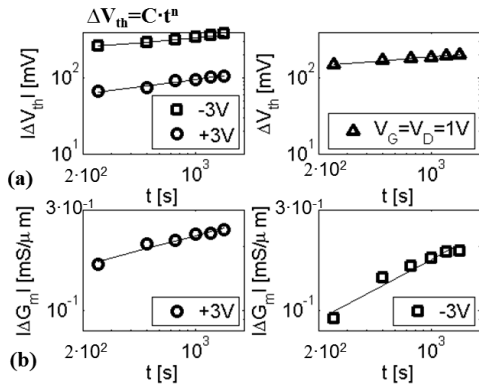 ΔV_th=C·t^n
(a)
|ΔV_th| [mV]
10^2
10^1
-3V
+3V
2·10^2
10^3
t [s]
ΔV_th [mV]
10^2
10^1
V_G=V_D=1V
2·10^2
10^3
t [s]
(b)
|ΔG_m| [mS/μ m]
3·10^-1
10^-1
+3V
2·10^2
10^3
t [s]
|ΔG_m| [mS/μ m]
3·10^-1
10^-1
-3V
2·10^2
10^3
t [s]